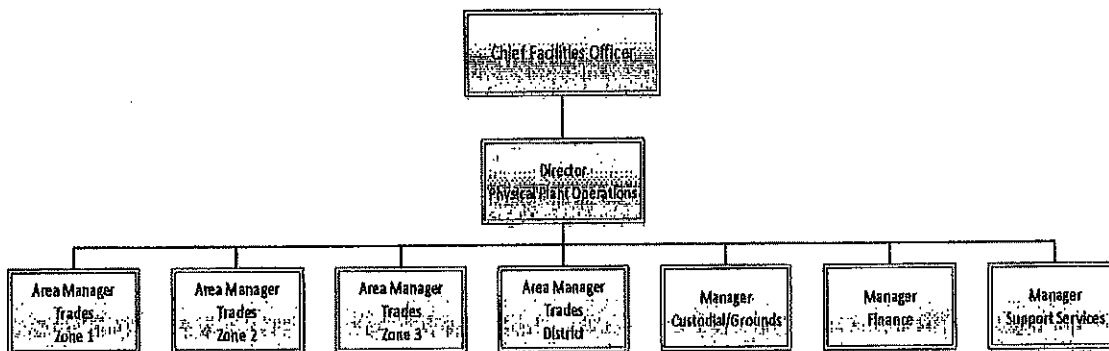 Chief Facilities Officer
Director
Physical Plant Operations
Area Manager
Trades
Zone 1
Area Manager
Trades
Zone 2
Area Manager
Trades
Zone 3
Area Manager
Trades
District
Manager
Custodial/Grounds
Manager
Finance
Manager
Support Services